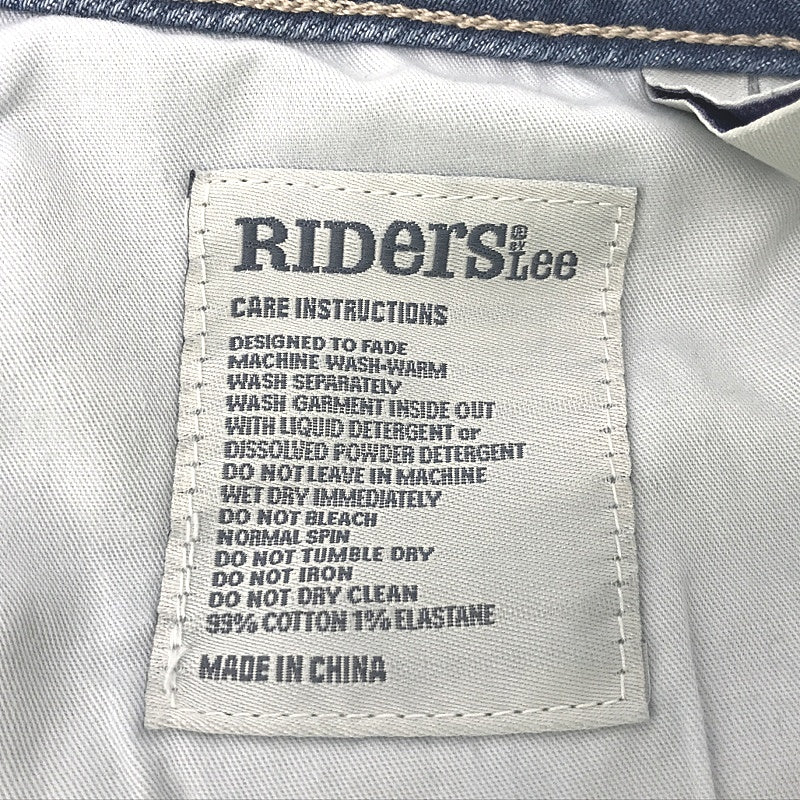 RIDers® BY Lee
CARE INSTRUCTIONS
DESIGNED TO FADE
MACHINE WASH-WARM
WASH SEPARATELY
WASH GARMENT INSIDE OUT
WITH LIQUID DETERGENT or
DISSOLVED POWDER DETERGENT
DO NOT LEAVE IN MACHINE
WET DRY IMMEDIATELY
DO NOT BLEACH
NORMAL SPIN
DO NOT TUMBLE DRY
DO NOT IRON
DO NOT DRY CLEAN
99% COTTON 1% ELASTANE
MADE IN CHINA